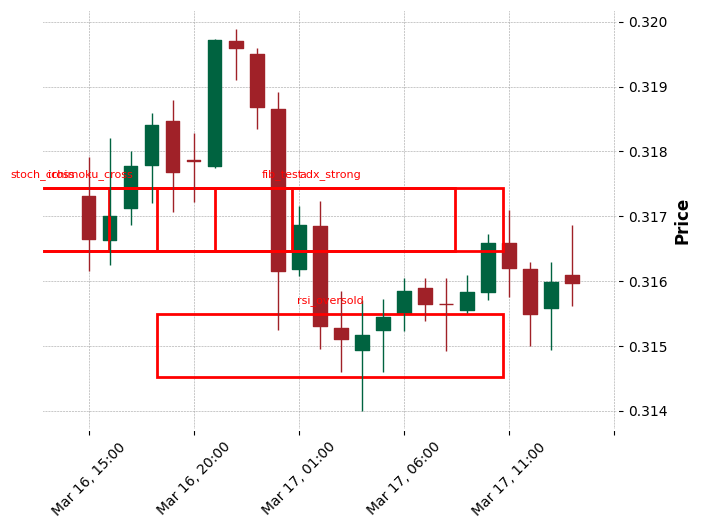 0.320
0.319
0.318
stoch_cross
ichimoku_cross
adx_strong
0.317
Price
0.316
rsi_oversold
0.315
0.314
Mar 16, 15:00
Mar 16, 20:00
Mar 17, 01:00
Mar 17, 06:00
Mar 17, 11:00